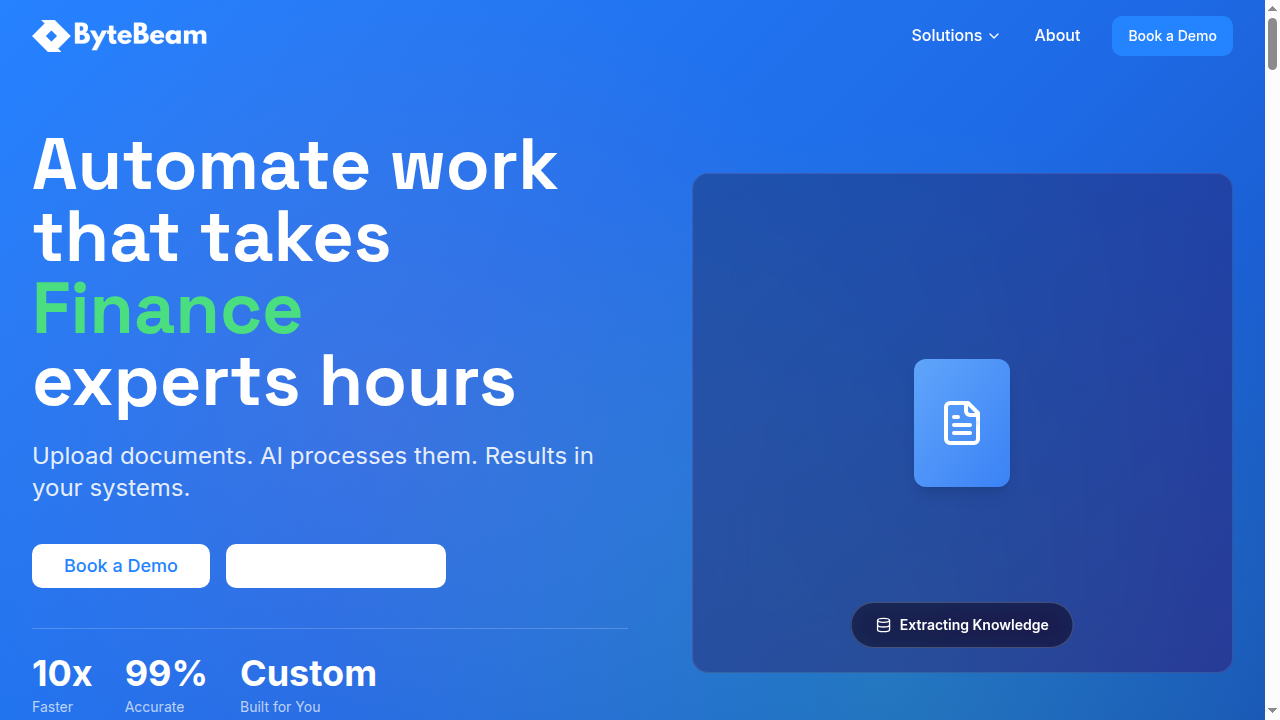 ByteBeam
Solutions
About
Book a Demo
Automate work
that takes
Finance
experts hours
Upload documents. AI processes them. Results in
your systems.
Book a Demo
Extracting Knowledge
10x
99%
Custom
Faster
Accurate
Built for You